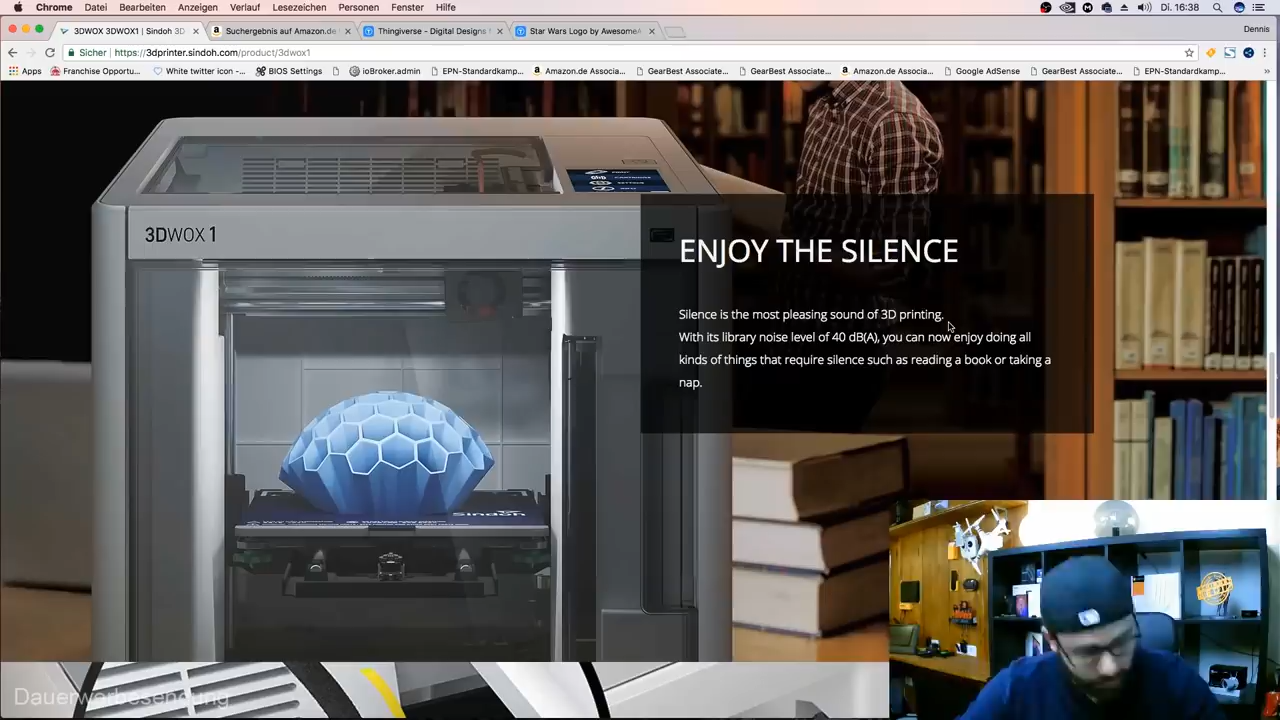 Chrome Datei Bearbeiten Anzeigen Verlauf Lesezeichen Personen Fenster Hilfe Di. 16:38
3DWOX 3DWOX1 | Sindoh 3D Suchergebnis auf Amazon.de Thingiverse - Digital Designs Star Wars Logo by AwesomeA Dennis
Sicher https://3dprinter.sindoh.com/product/3dwox1
Apps Franchise Opportu... White twitter icon -... BIOS Settings ioBroker.admin EPN-Standardkamp... Amazon.de Associa... GearBest Associate... GearBest Associate... Amazon.de Associa... Google AdSense GearBest Associate... EPN-Standardkamp... »
3DWOX 1
ENJOY THE SILENCE
Silence is the most pleasing sound of 3D printing.
With its library noise level of 40 dB(A), you can now enjoy doing all
kinds of things that require silence such as reading a book or taking a
nap.
Sindoh
Dauerwerbesendung